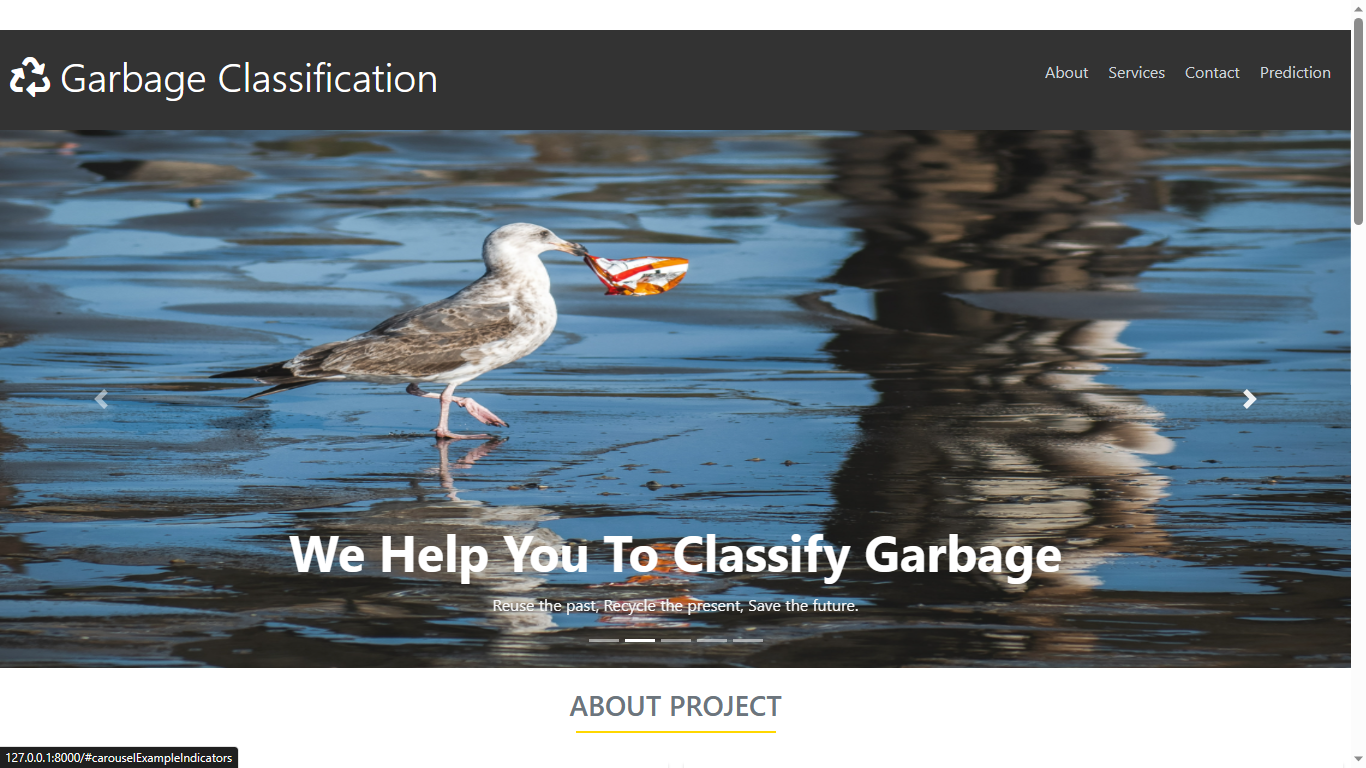 Garbage Classification
About Services Contact Prediction
We Help You To Classify Garbage
Reuse the past, Recycle the present, Save the future.
ABOUT PROJECT
127.0.0.1:8000/#carouselExampleIndicators